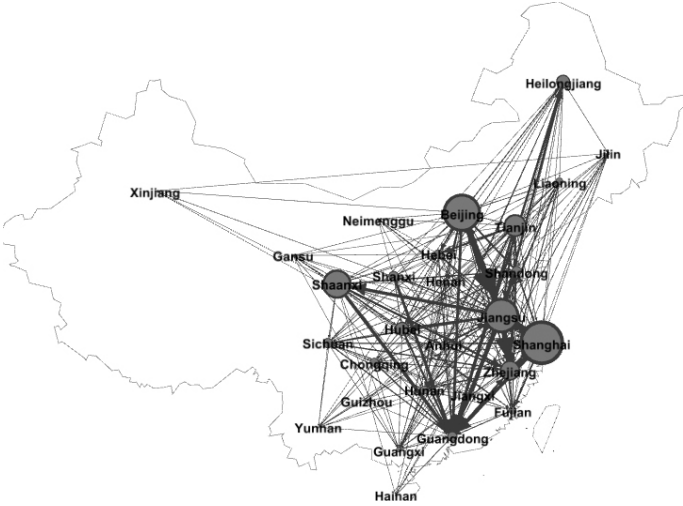 Heilongjiang
Jilin
Liaoning
Xinjiang
Beijing
Neimenggu
Tianjin
Hebei
Gansu
Shandong
Shanxi
Henan
Shaanxi
Jiangsu
Hubei
Sichuan
Anhui
Shanghai
Chongqing
Zhejiang
Hunan
Jiangxi
Guizhou
Fujian
Yunnan
Guangdong
Guangxi
Hainan